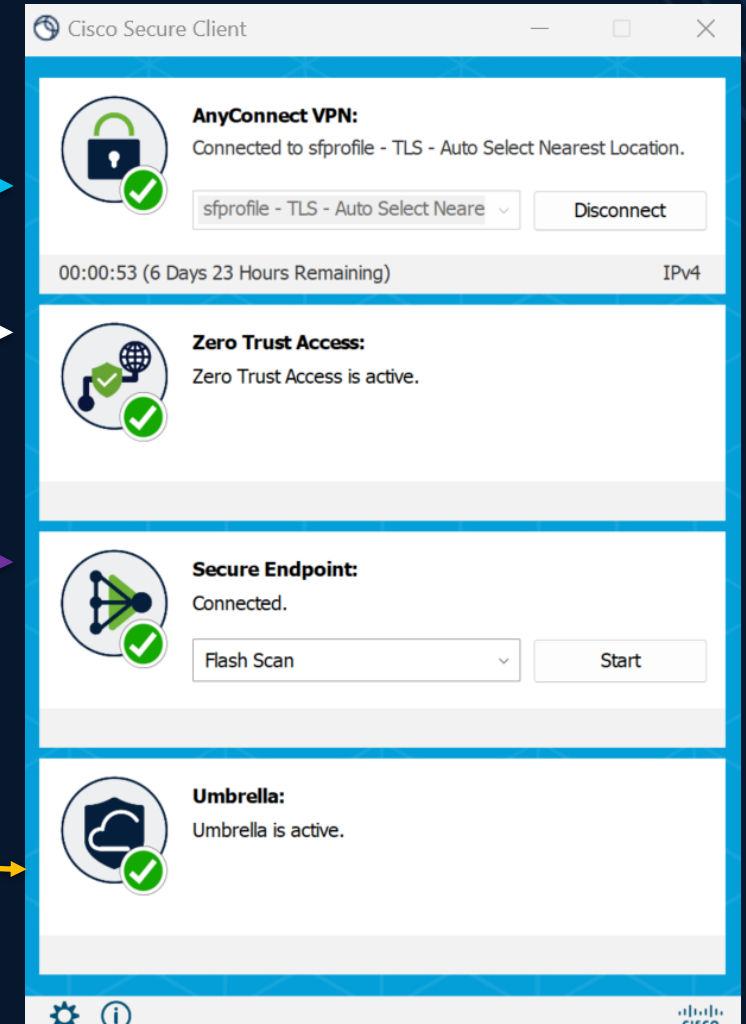 Cisco Secure Client
AnyConnect VPN:
Connected to sfprofile - TLS - Auto Select Nearest Location.
sfprofile - TLS - Auto Select Neare
Disconnect
00:00:53 (6 Days 23 Hours Remaining)
IPv4
Zero Trust Access:
Zero Trust Access is active.
Secure Endpoint:
Connected.
Flash Scan
Start
Umbrella:
Umbrella is active.
CISCO